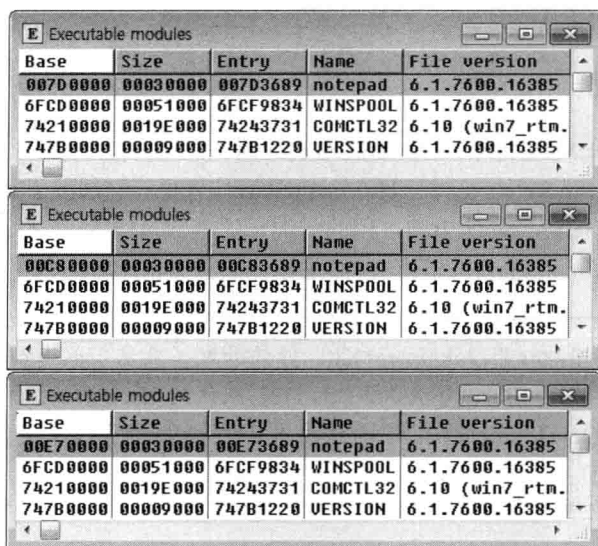 E Executable modules
Base Size Entry Name File version
007D0000 00030000 007D3689 notepad 6.1.7600.16385
6FCD0000 00051000 6FCF9834 WINSPOOL 6.1.7600.16385
74210000 0019E000 74243731 COMCTL32 6.10 (win7_rtm.
747B0000 00009000 747B1220 VERSION 6.1.7600.16385
E Executable modules
Base Size Entry Name File version
00C80000 00030000 00C83689 notepad 6.1.7600.16385
6FCD0000 00051000 6FCF9834 WINSPOOL 6.1.7600.16385
74210000 0019E000 74243731 COMCTL32 6.10 (win7_rtm.
747B0000 00009000 747B1220 VERSION 6.1.7600.16385
E Executable modules
Base Size Entry Name File version
00E70000 00030000 00E73689 notepad 6.1.7600.16385
6FCD0000 00051000 6FCF9834 WINSPOOL 6.1.7600.16385
74210000 0019E000 74243731 COMCTL32 6.10 (win7_rtm.
747B0000 00009000 747B1220 VERSION 6.1.7600.16385